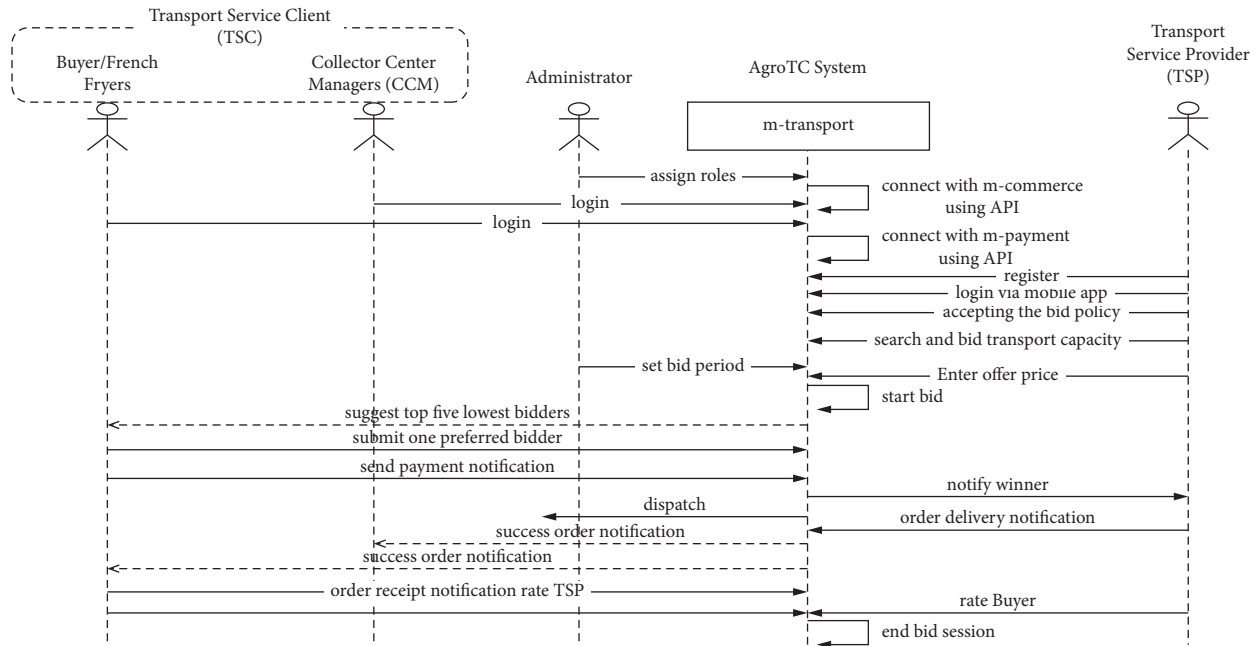 Transport Service Client
(TSC)
Buyer/French
Fryers
Collector Center
Managers (CCM)
Administrator
AgroTC System
m-transport
Transport
Service Provider
(TSP)
assign roles
connect with m-commerce
using API
login
login
connect with m-payment
using API
register
login via mobile app
accepting the bid policy
search and bid transport capacity
set bid period
Enter offer price
start bid
suggest top five lowest bidders
submit one preferred bidder
send payment notification
notify winner
dispatch
order delivery notification
success order notification
success order notification
order receipt notification rate TSP
rate Buyer
end bid session